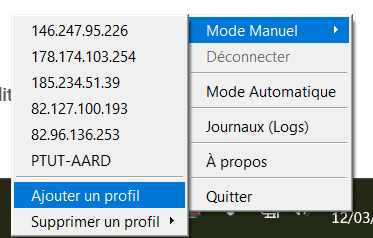 146.247.95.226
178.174.103.254
185.234.51.39
82.127.100.193
82.96.136.253
PTUT-AARD
Ajouter un profil
Supprimer un profil
Mode Manuel
Déconnecter
Mode Automatique
Journaux (Logs)
À propos
Quitter
12/03/